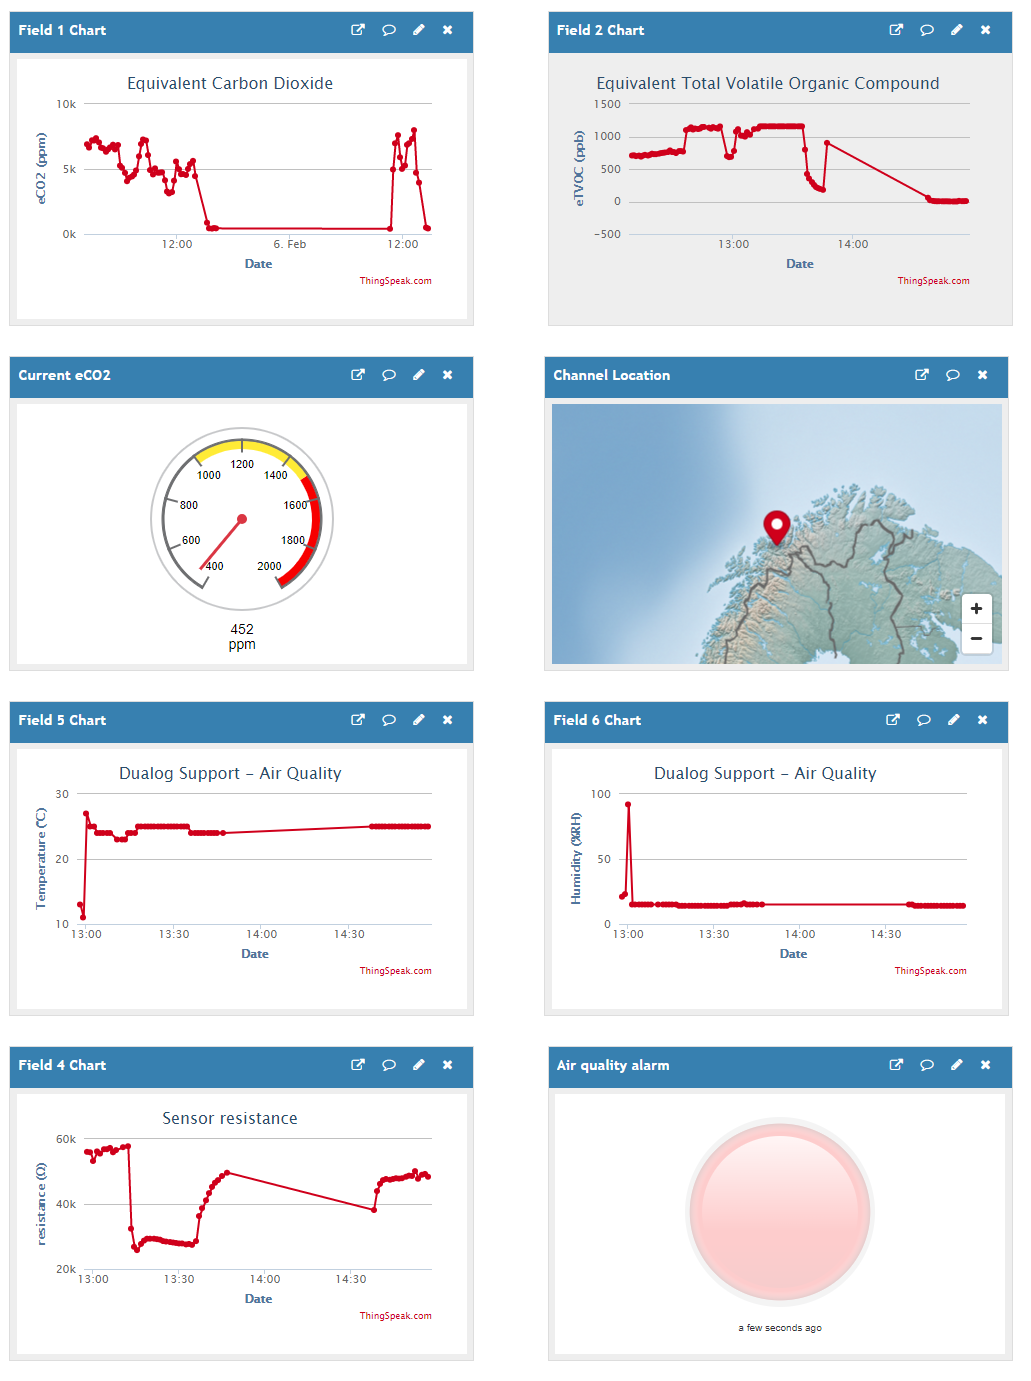 Field 1 Chart
Equivalent Carbon Dioxide
10k
5k
0k
eCO2 (ppm)
12:00
6. Feb
12:00
Date
ThingSpeak.com
Field 2 Chart
Equivalent Total Volatile Organic Compound
1500
1000
500
0
-500
eTVOC (ppb)
13:00
14:00
Date
ThingSpeak.com
Current eCO2
400
600
800
1000
1200
1400
1600
1800
2000
452
ppm
Channel Location
+
−
Field 5 Chart
Dualog Support - Air Quality
30
20
10
Temperature (°C)
13:00
13:30
14:00
14:30
Date
ThingSpeak.com
Field 6 Chart
Dualog Support - Air Quality
100
50
0
Humidity (%RH)
13:00
13:30
14:00
14:30
Date
ThingSpeak.com
Field 4 Chart
Sensor resistance
60k
40k
20k
resistance (Ω)
13:00
13:30
14:00
14:30
Date
ThingSpeak.com
Air quality alarm
a few seconds ago